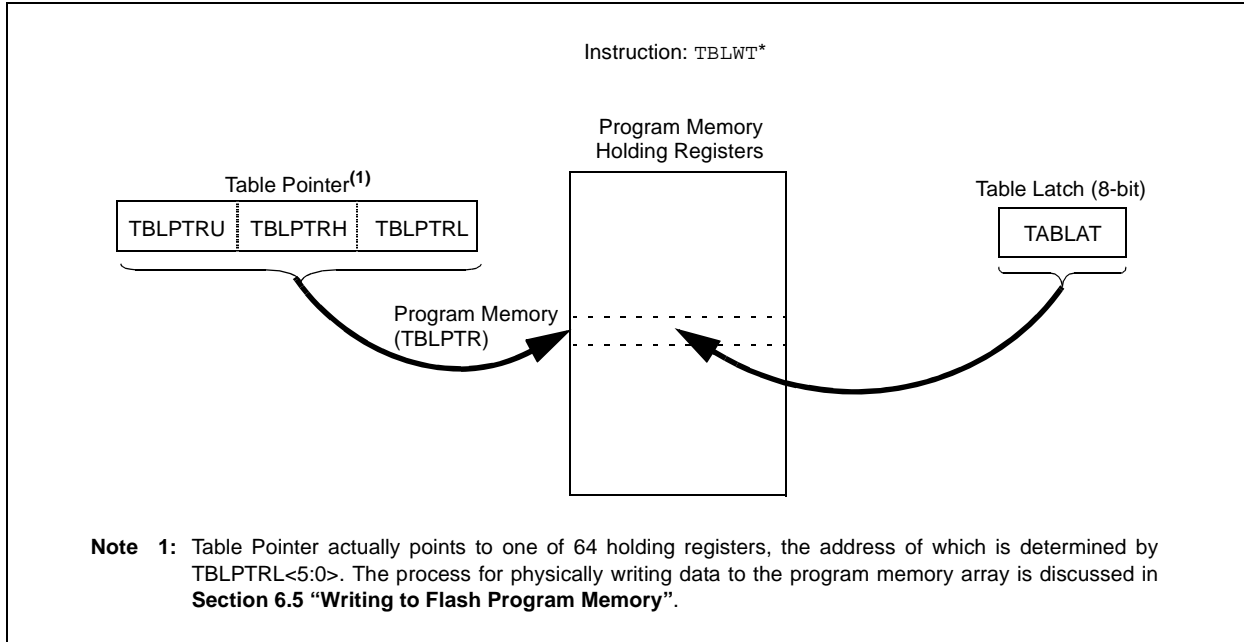 Instruction: TBLWT*
Program Memory
Holding Registers
Table Pointer(1)
Table Latch (8-bit)
TBLPTRU TBLPTRH TBLPTRL
TABLAT
Program Memory
(TBLPTR)
Note 1: Table Pointer actually points to one of 64 holding registers, the address of which is determined by
TBLPTRL<5:0>. The process for physically writing data to the program memory array is discussed in
Section 6.5 “Writing to Flash Program Memory”.